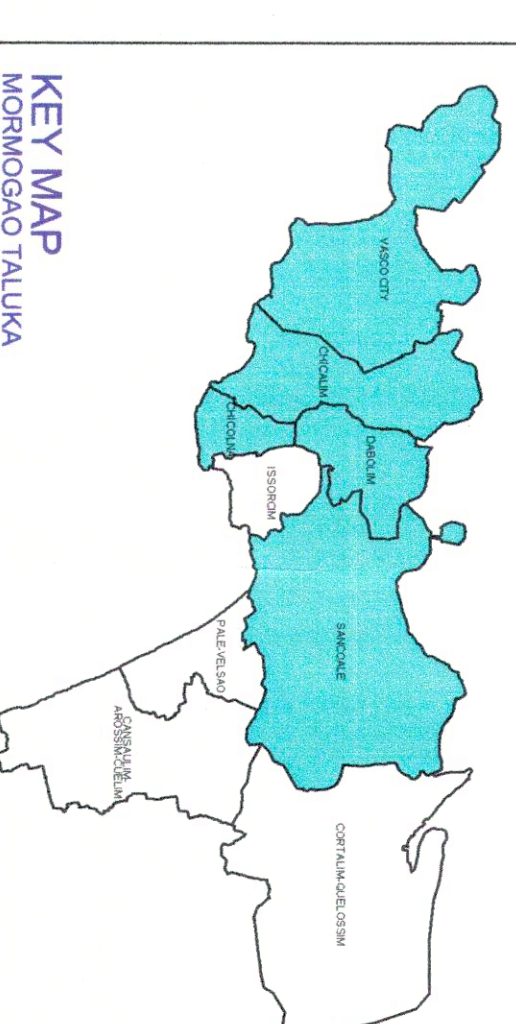 KEY MAP
MORMOGAO TALUKA
VASCO CITY
CHICALIM
CHICOLNA
DABOLIM
ISSORCIM
SANCOALE
PALE-VELSAO
CANSAULIM-
AROSSIM-CUELIM
CORTALIM-QUELOSSIM